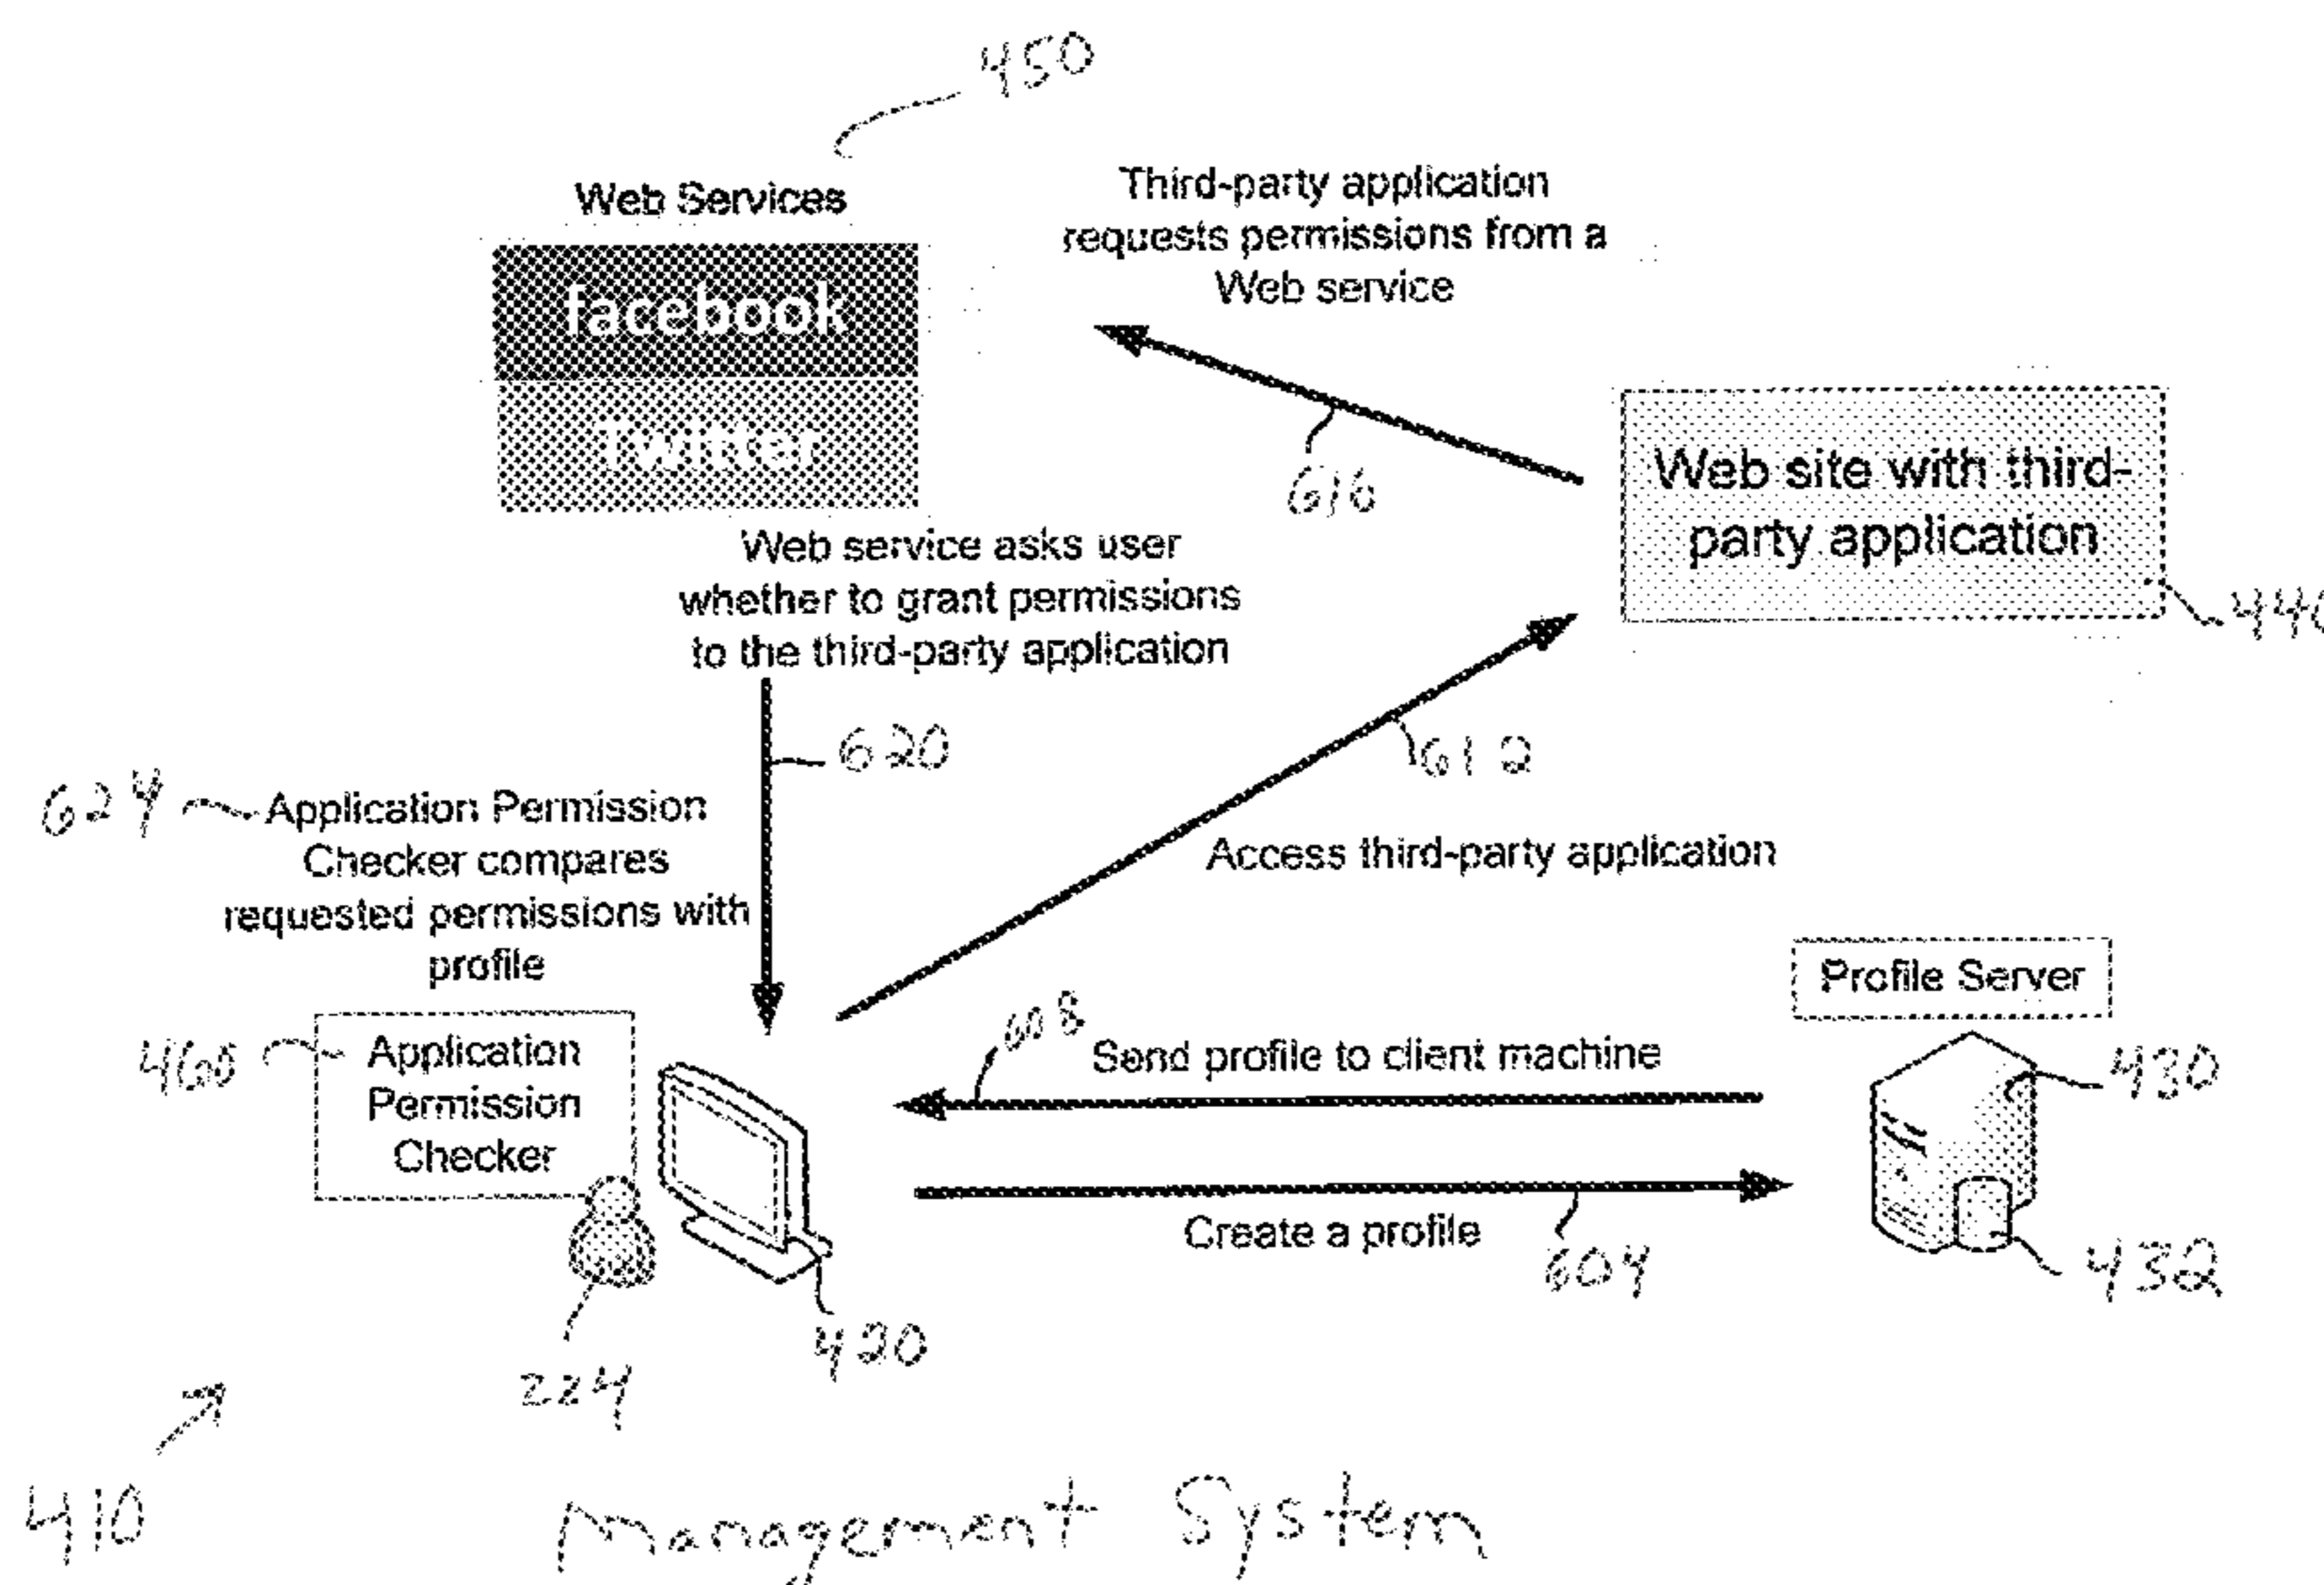 450
Web Services
facebook
Twitter
Third-party application
requests permissions from a
Web service
616
Web site with third-
party application
440
Web service asks user
whether to grant permissions
to the third-party application
620
612
624
Application Permission
Checker compares
requested permissions with
profile
Access third-party application
Profile Server
460
Application
Permission
Checker
608
Send profile to client machine
430
Create a profile
604
432
420
224
410
Management System